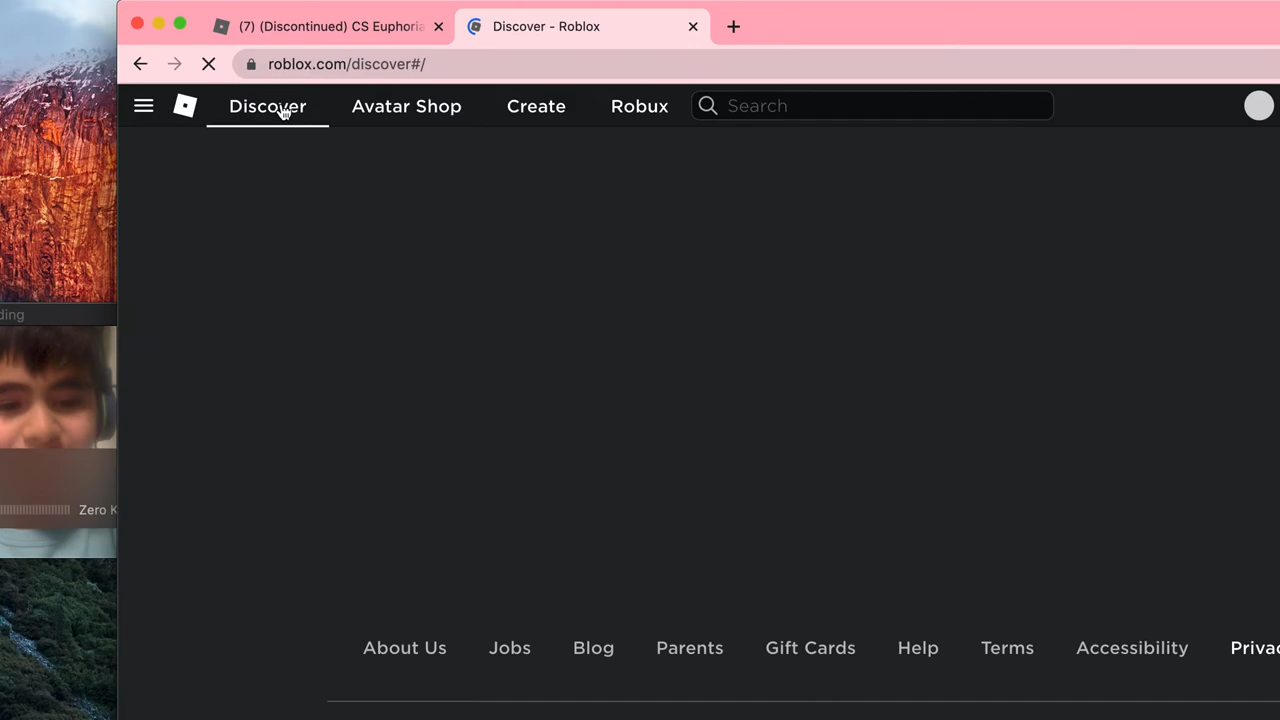 (7) (Discontinued) CS Euphoria
Discover - Roblox
roblox.com/discover#/
Discover
Avatar Shop
Create
Robux
Search
ding
Zero K
About Us
Jobs
Blog
Parents
Gift Cards
Help
Terms
Accessibility
Privac